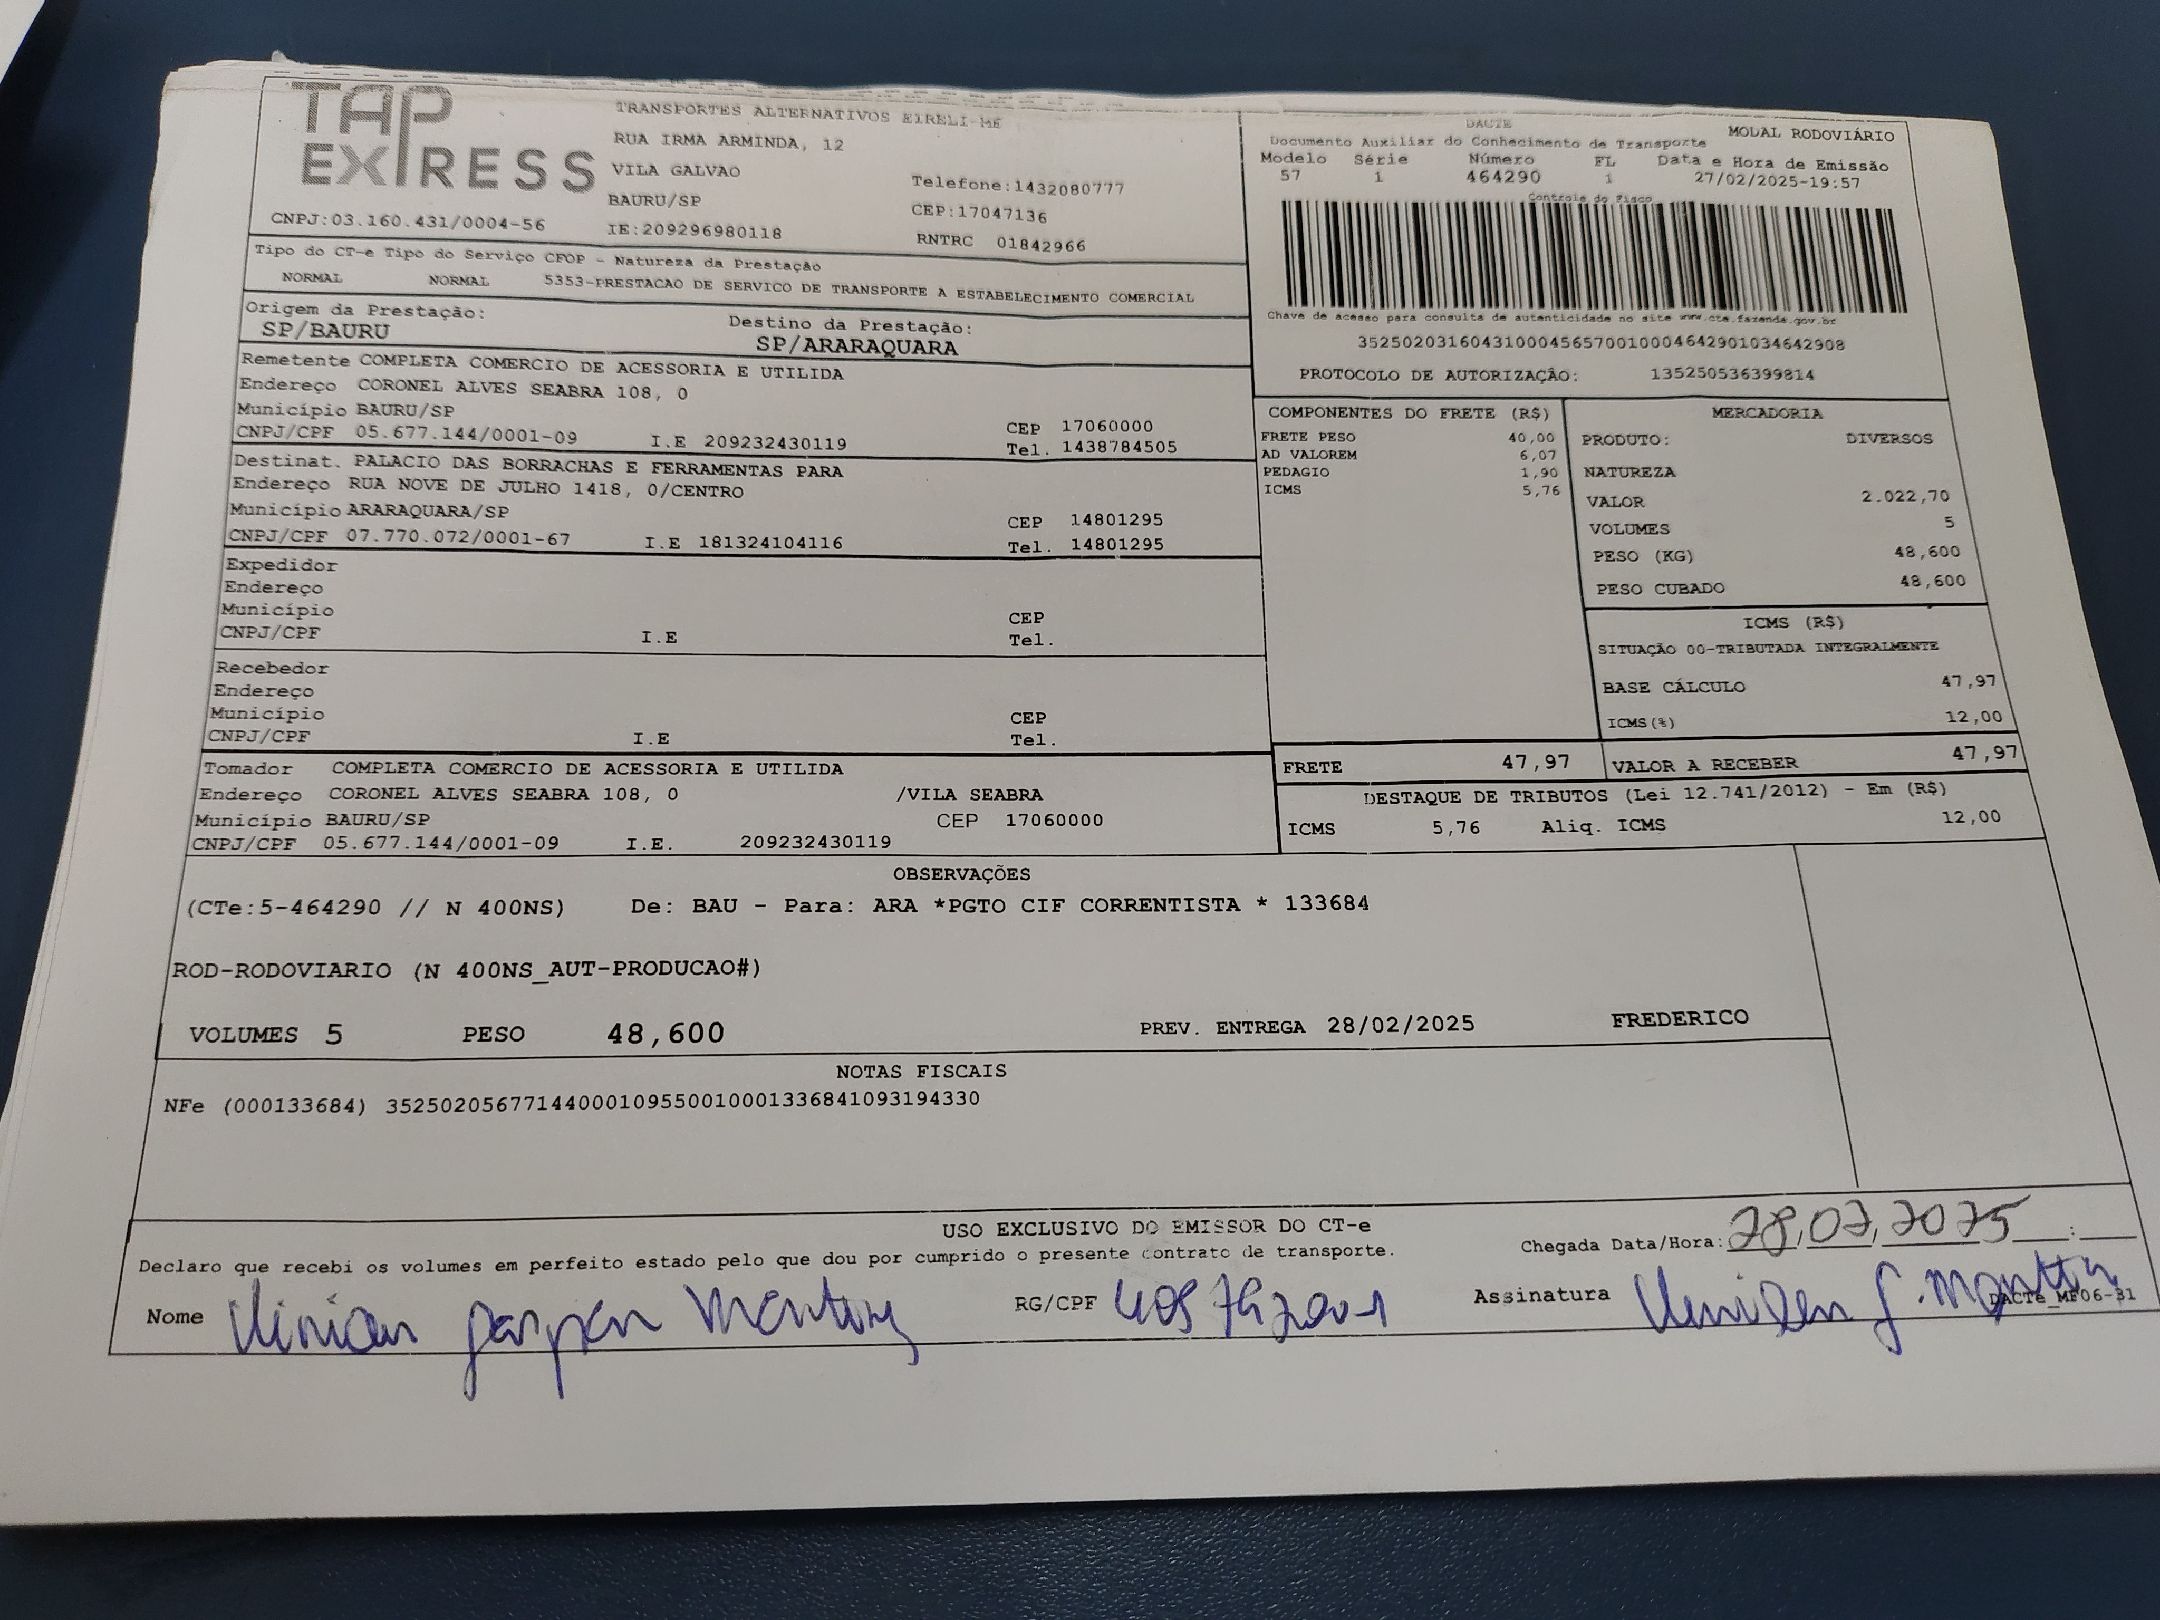 TAP EXPRESS
TRANSPORTES ALTERNATIVOS EIRELI-ME
RUA IRMA ARMINDA, 12
VILA GALVAO
Telefone:1432080777
BAURU/SP
CEP:17047136
CNPJ:03.160.431/0004-56
IE:209296980118
RNTRC 01842966
DACTE
MODAL RODOVIÁRIO
Documento Auxiliar do Conhecimento de Transporte
Modelo Série Número FL Data e Hora de Emissão
57 1 464290 1 27/02/2025-19:57
Controle do Fisco
Chave de acesso para consulta de autenticidade no site www.cte.fazenda.gov.br
35250203160431000456570010004642901034642908
PROTOCOLO DE AUTORIZAÇÃO: 135250536399814
Tipo do CT-e Tipo do Serviço CFOP - Natureza da Prestação
NORMAL NORMAL 5353-PRESTACAO DE SERVICO DE TRANSPORTE A ESTABELECIMENTO COMERCIAL
Origem da Prestação: Destino da Prestação:
SP/BAURU SP/ARARAQUARA
Remetente COMPLETA COMERCIO DE ACESSORIA E UTILIDA
Endereço CORONEL ALVES SEABRA 108, 0
Município BAURU/SP CEP 17060000
CNPJ/CPF 05.677.144/0001-09 I.E 209232430119 Tel. 1438784505
Destinat. PALACIO DAS BORRACHAS E FERRAMENTAS PARA
Endereço RUA NOVE DE JULHO 1418, 0/CENTRO
Município ARARAQUARA/SP CEP 14801295
CNPJ/CPF 07.770.072/0001-67 I.E 181324104116 Tel. 14801295
Expedidor
Endereço
Município CEP
CNPJ/CPF I.E Tel.
Recebedor
Endereço
Município CEP
CNPJ/CPF I.E Tel.
Tomador COMPLETA COMERCIO DE ACESSORIA E UTILIDA
Endereço CORONEL ALVES SEABRA 108, 0 /VILA SEABRA
Município BAURU/SP CEP 17060000
CNPJ/CPF 05.677.144/0001-09 I.E. 209232430119
COMPONENTES DO FRETE (R$)
FRETE PESO 40,00
AD VALOREM 6,07
PEDAGIO 1,90
ICMS 5,76
MERCADORIA
PRODUTO: DIVERSOS
NATUREZA
VALOR 2.022,70
VOLUMES 5
PESO (KG) 48,600
PESO CUBADO 48,600
ICMS (R$)
SITUAÇÃO 00-TRIBUTADA INTEGRALMENTE
BASE CÁLCULO 47,97
ICMS(%) 12,00
FRETE 47,97 VALOR A RECEBER 47,97
DESTAQUE DE TRIBUTOS (Lei 12.741/2012) - Em (R$)
ICMS 5,76 Aliq. ICMS 12,00
OBSERVAÇÕES
(CTe:5-464290 // N 400NS) De: BAU - Para: ARA *PGTO CIF CORRENTISTA * 133684
ROD-RODOVIARIO (N 400NS_AUT-PRODUCAO#)
VOLUMES 5 PESO 48,600 PREV. ENTREGA 28/02/2025 FREDERICO
NOTAS FISCAIS
NFe (000133684) 35250205677144000109550010001336841093194330
USO EXCLUSIVO DO EMISSOR DO CT-e
Declaro que recebi os volumes em perfeito estado pelo que dou por cumprido o presente contrato de transporte.
Chegada Data/Hora: 28,02,2025 :
Nome RG/CPF Assinatura
DACTe_MF06-31